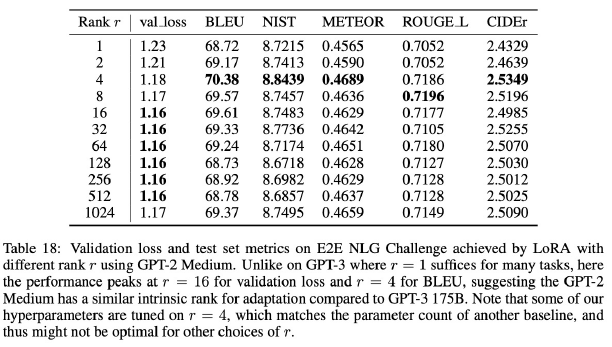 Rank r val_loss BLEU NIST METEOR ROUGE_L CIDEr
1 1.23 68.72 8.7215 0.4565 0.7052 2.4329
2 1.21 69.17 8.7413 0.4590 0.7052 2.4639
4 1.18 70.38 8.8439 0.4689 0.7186 2.5349
8 1.17 69.57 8.7457 0.4636 0.7196 2.5196
16 1.16 69.61 8.7483 0.4629 0.7177 2.4985
32 1.16 69.33 8.7736 0.4642 0.7105 2.5255
64 1.16 69.24 8.7174 0.4651 0.7180 2.5070
128 1.16 68.73 8.6718 0.4628 0.7127 2.5030
256 1.16 68.92 8.6982 0.4629 0.7128 2.5012
512 1.16 68.78 8.6857 0.4637 0.7128 2.5025
1024 1.17 69.37 8.7495 0.4659 0.7149 2.5090
Table 18: Validation loss and test set metrics on E2E NLG Challenge achieved by LoRA with
different rank r using GPT-2 Medium. Unlike on GPT-3 where r = 1 suffices for many tasks, here
the performance peaks at r = 16 for validation loss and r = 4 for BLEU, suggesting the GPT-2
Medium has a similar intrinsic rank for adaptation compared to GPT-3 175B. Note that some of our
hyperparameters are tuned on r = 4, which matches the parameter count of another baseline, and
thus might not be optimal for other choices of r.